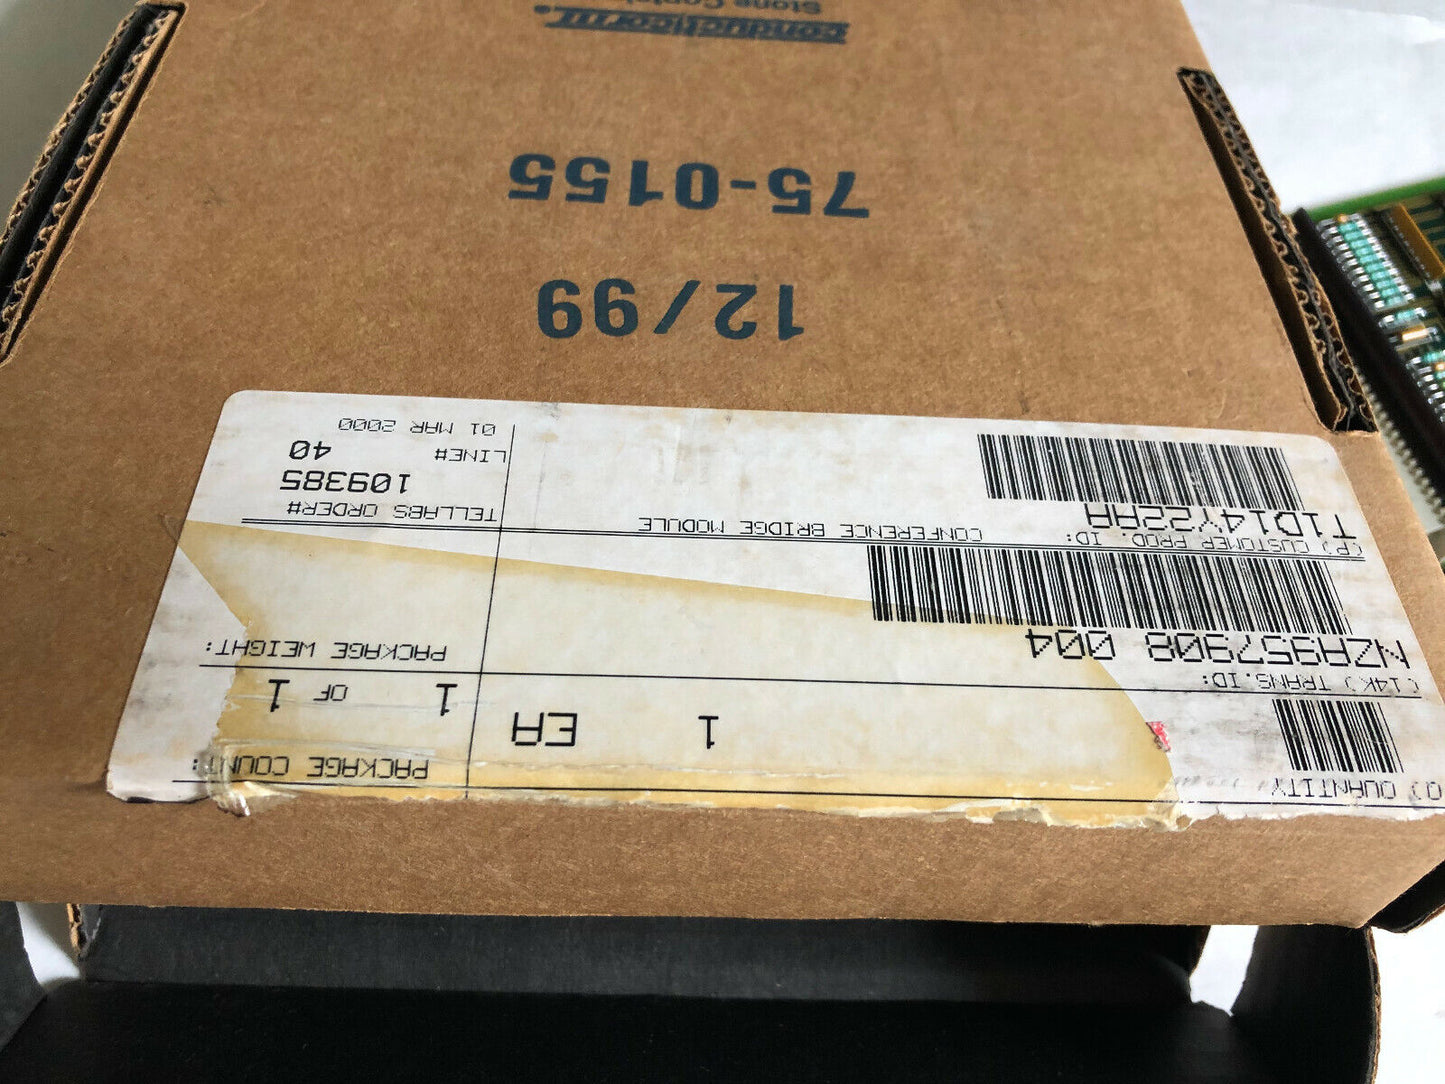 Q) QUANTITY
1 EA
PACKAGE COUNT:
1 OF 1
(14K) TRANS.ID:
NZA957908 004
PACKAGE WEIGHT:
(P) CUSTOMER PROD. ID: CONFERENCE BRIDGE MODULE
T1D14Y22AA
TELLABS ORDER#
109385
LINE# 40
01 MAR 2000
12/99
75-0155
Stone